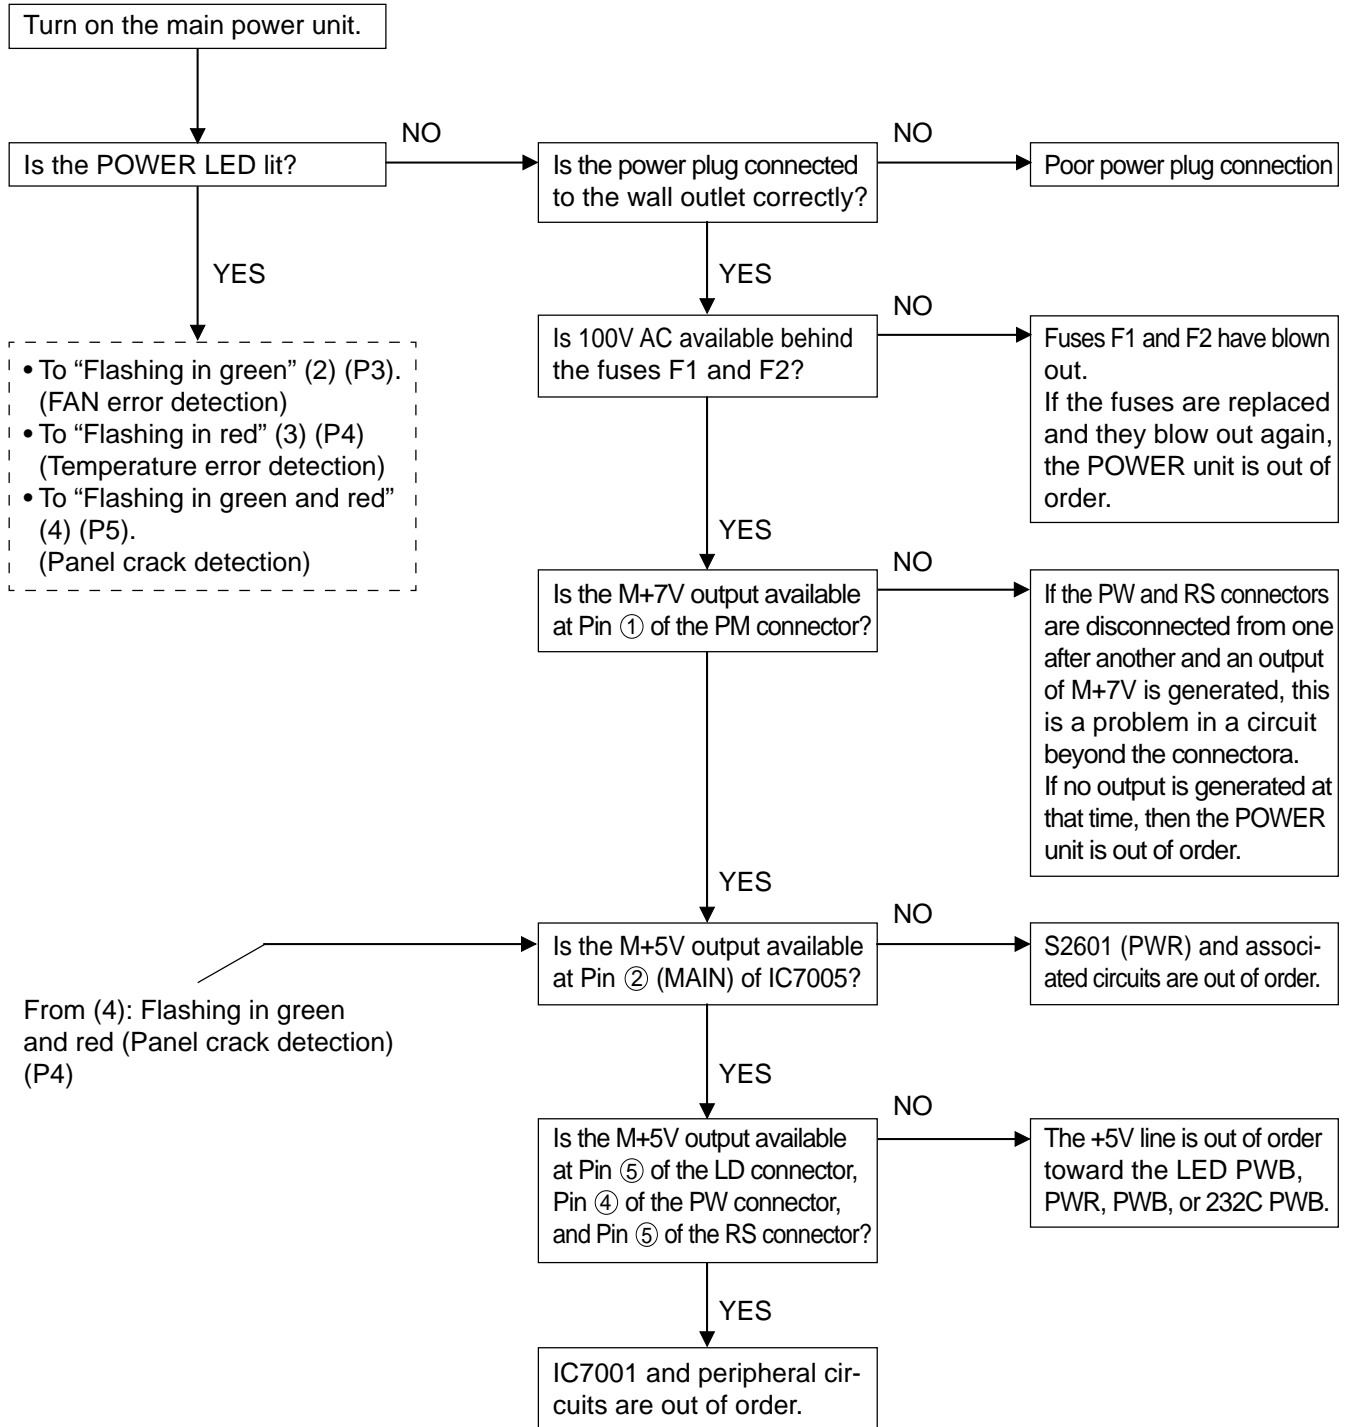 Turn on the main power unit.
NO
NO
Is the POWER LED lit?
Is the power plug connected
to the wall outlet correctly?
Poor power plug connection
YES
YES
• To “Flashing in green” (2) (P3).
(FAN error detection)
• To “Flashing in red” (3) (P4)
(Temperature error detection)
• To “Flashing in green and red”
(4) (P5).
(Panel crack detection)
NO
Is 100V AC available behind
the fuses F1 and F2?
Fuses F1 and F2 have blown
out.
If the fuses are replaced
and they blow out again,
the POWER unit is out of
order.
YES
NO
Is the M+7V output available
at Pin ① of the PM connector?
If the PW and RS connectors
are disconnected from one
after another and an output
of M+7V is generated, this
is a problem in a circuit
beyond the connectora.
If no output is generated at
that time, then the POWER
unit is out of order.
YES
NO
Is the M+5V output available
at Pin ② (MAIN) of IC7005?
S2601 (PWR) and associ-
ated circuits are out of order.
From (4): Flashing in green
and red (Panel crack detection)
(P4)
YES
NO
Is the M+5V output available
at Pin ⑤ of the LD connector,
Pin ④ of the PW connector,
and Pin ⑤ of the RS connector?
The +5V line is out of order
toward the LED PWB,
PWR, PWB, or 232C PWB.
YES
IC7001 and peripheral cir-
cuits are out of order.